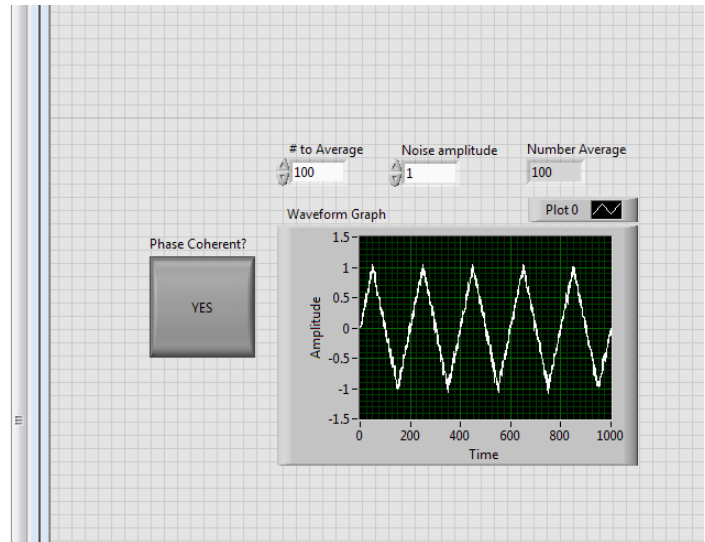 # to Average
Noise amplitude
Number Average
100
1
100
Plot 0
Waveform Graph
Phase Coherent?
YES
Amplitude
1.5
1
0.5
0
-0.5
-1
-1.5
0 200 400 600 800 1000
Time